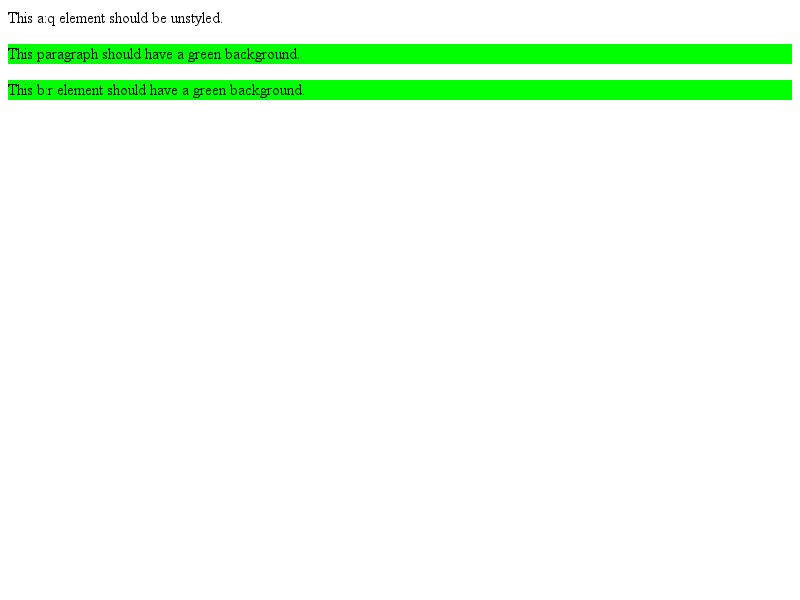 This a:q element should be unstyled.
This paragraph should have a green background.
This b:r element should have a green background.